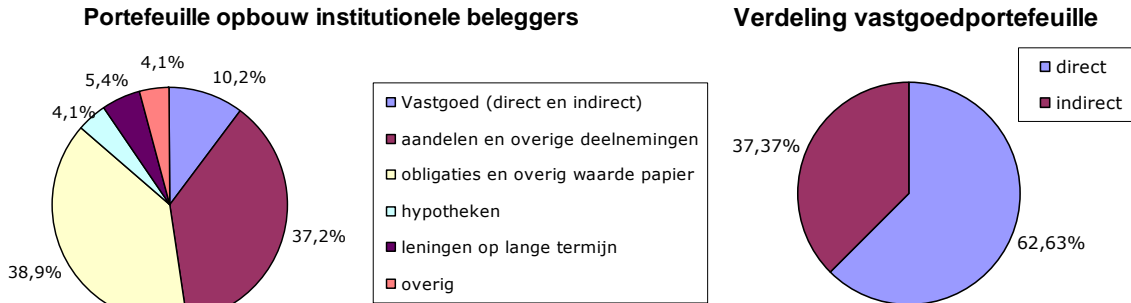 Portefeuille opbouw institutionele beleggers
4,1%
5,4%
10,2%
4,1%
37,2%
38,9%
Vastgoed (direct en indirect)
aandelen en overige deelnemingen
obligaties en overig waarde papier
hypotheken
leningen op lange termijn
overig
Verdeling vastgoedportefeuille
direct
indirect
37,37%
62,63%